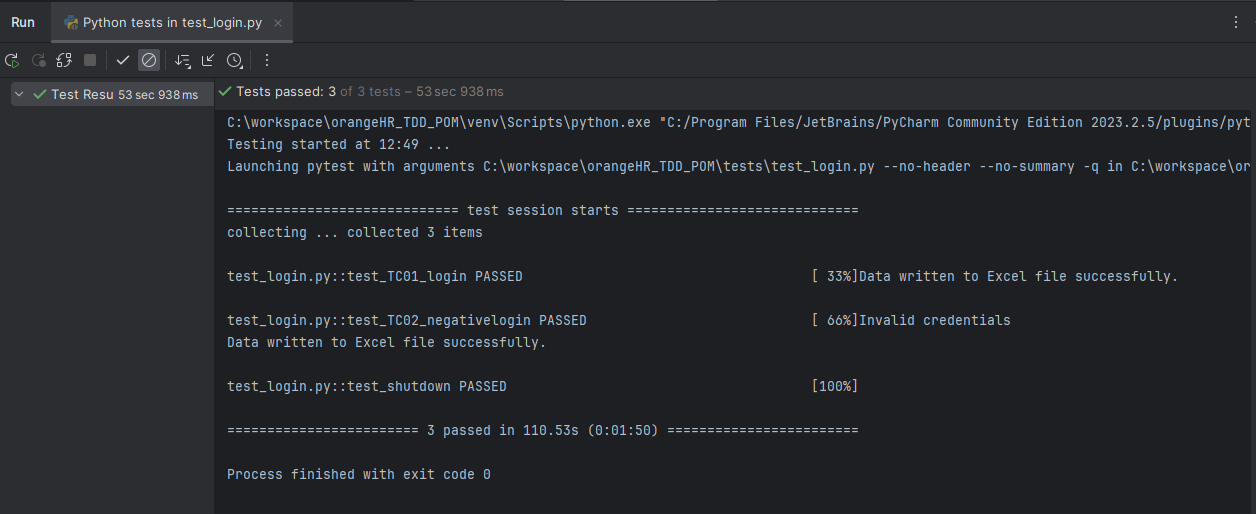 Run
Python tests in test_login.py
Test Resu 53 sec 938 ms
Tests passed: 3 of 3 tests – 53 sec 938 ms
C:\workspace\orangeHR_TDD_POM\venv\Scripts\python.exe "C:/Program Files/JetBrains/PyCharm Community Edition 2023.2.5/plugins/pyt
Testing started at 12:49 ...
Launching pytest with arguments C:\workspace\orangeHR_TDD_POM\tests\test_login.py --no-header --no-summary -q in C:\workspace\or
============================= test session starts =============================
collecting ... collected 3 items
test_login.py::test_TC01_login PASSED [ 33%]Data written to Excel file successfully.
test_login.py::test_TC02_negativelogin PASSED [ 66%]Invalid credentials
Data written to Excel file successfully.
test_login.py::test_shutdown PASSED [100%]
======================== 3 passed in 110.53s (0:01:50) ========================
Process finished with exit code 0